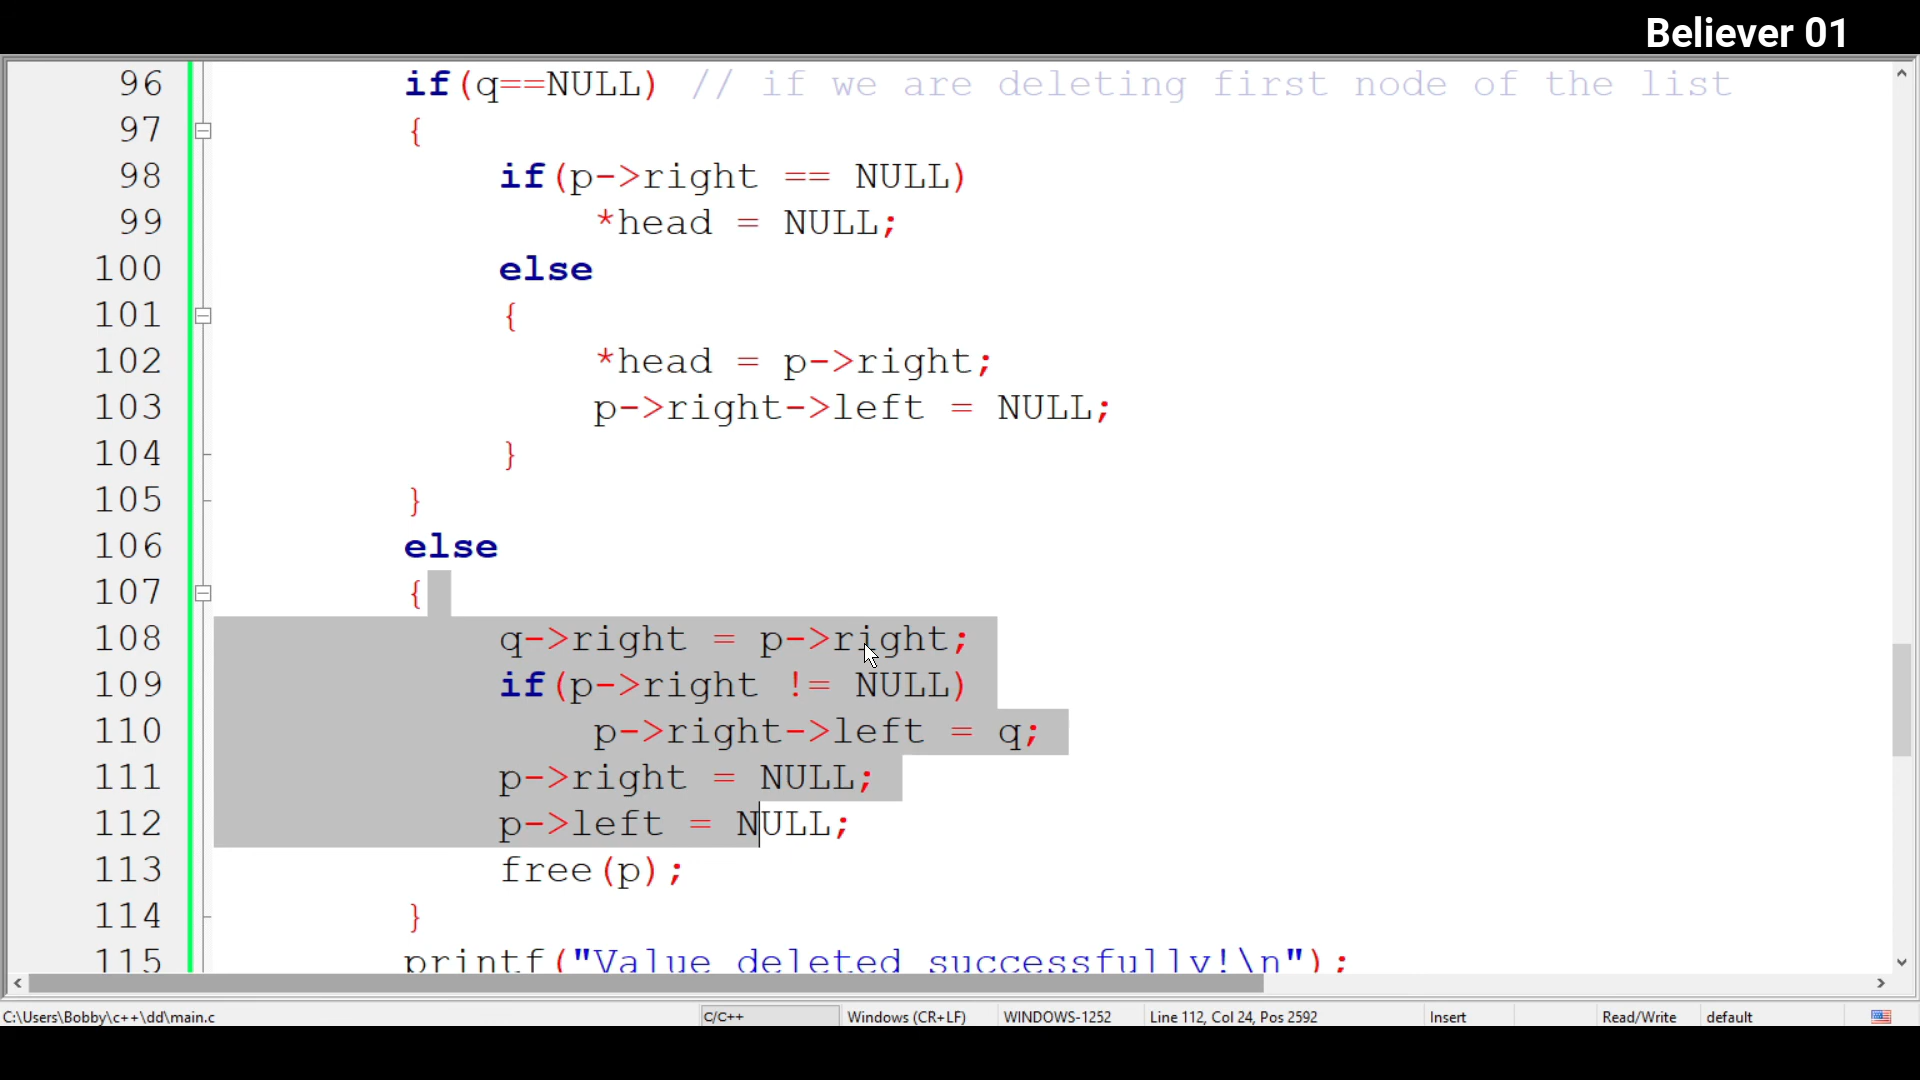 Believer 01
96 if(q==NULL) // if we are deleting first node of the list
97 {
98 if(p->right == NULL)
99 *head = NULL;
100 else
101 {
102 *head = p->right;
103 p->right->left = NULL;
104 }
105 }
106 else
107 {
108 q->right = p->right;
109 if(p->right != NULL)
110 p->right->left = q;
111 p->right = NULL;
112 p->left = NULL;
113 free(p);
114 }
115 printf("Value deleted successfully!\n");
C:\Users\Bobby\c++\dd\main.c C/C++ Windows (CR+LF) WINDOWS-1252 Line 112, Col 24, Pos 2592 Insert Read/Write default